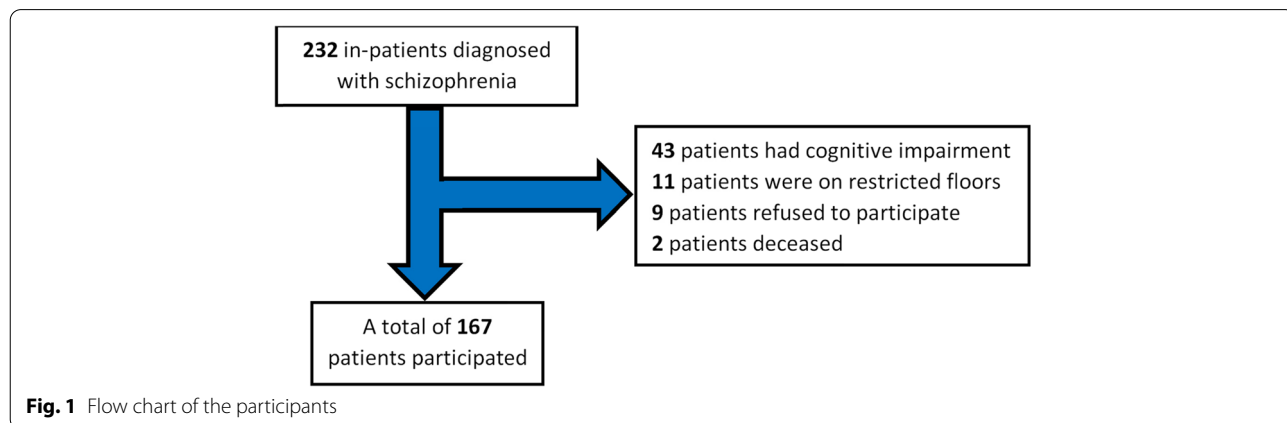 232 in-patients diagnosed
with schizophrenia
43 patients had cognitive impairment
11 patients were on restricted floors
9 patients refused to participate
2 patients deceased
A total of 167
patients participated
Fig. 1 Flow chart of the participants